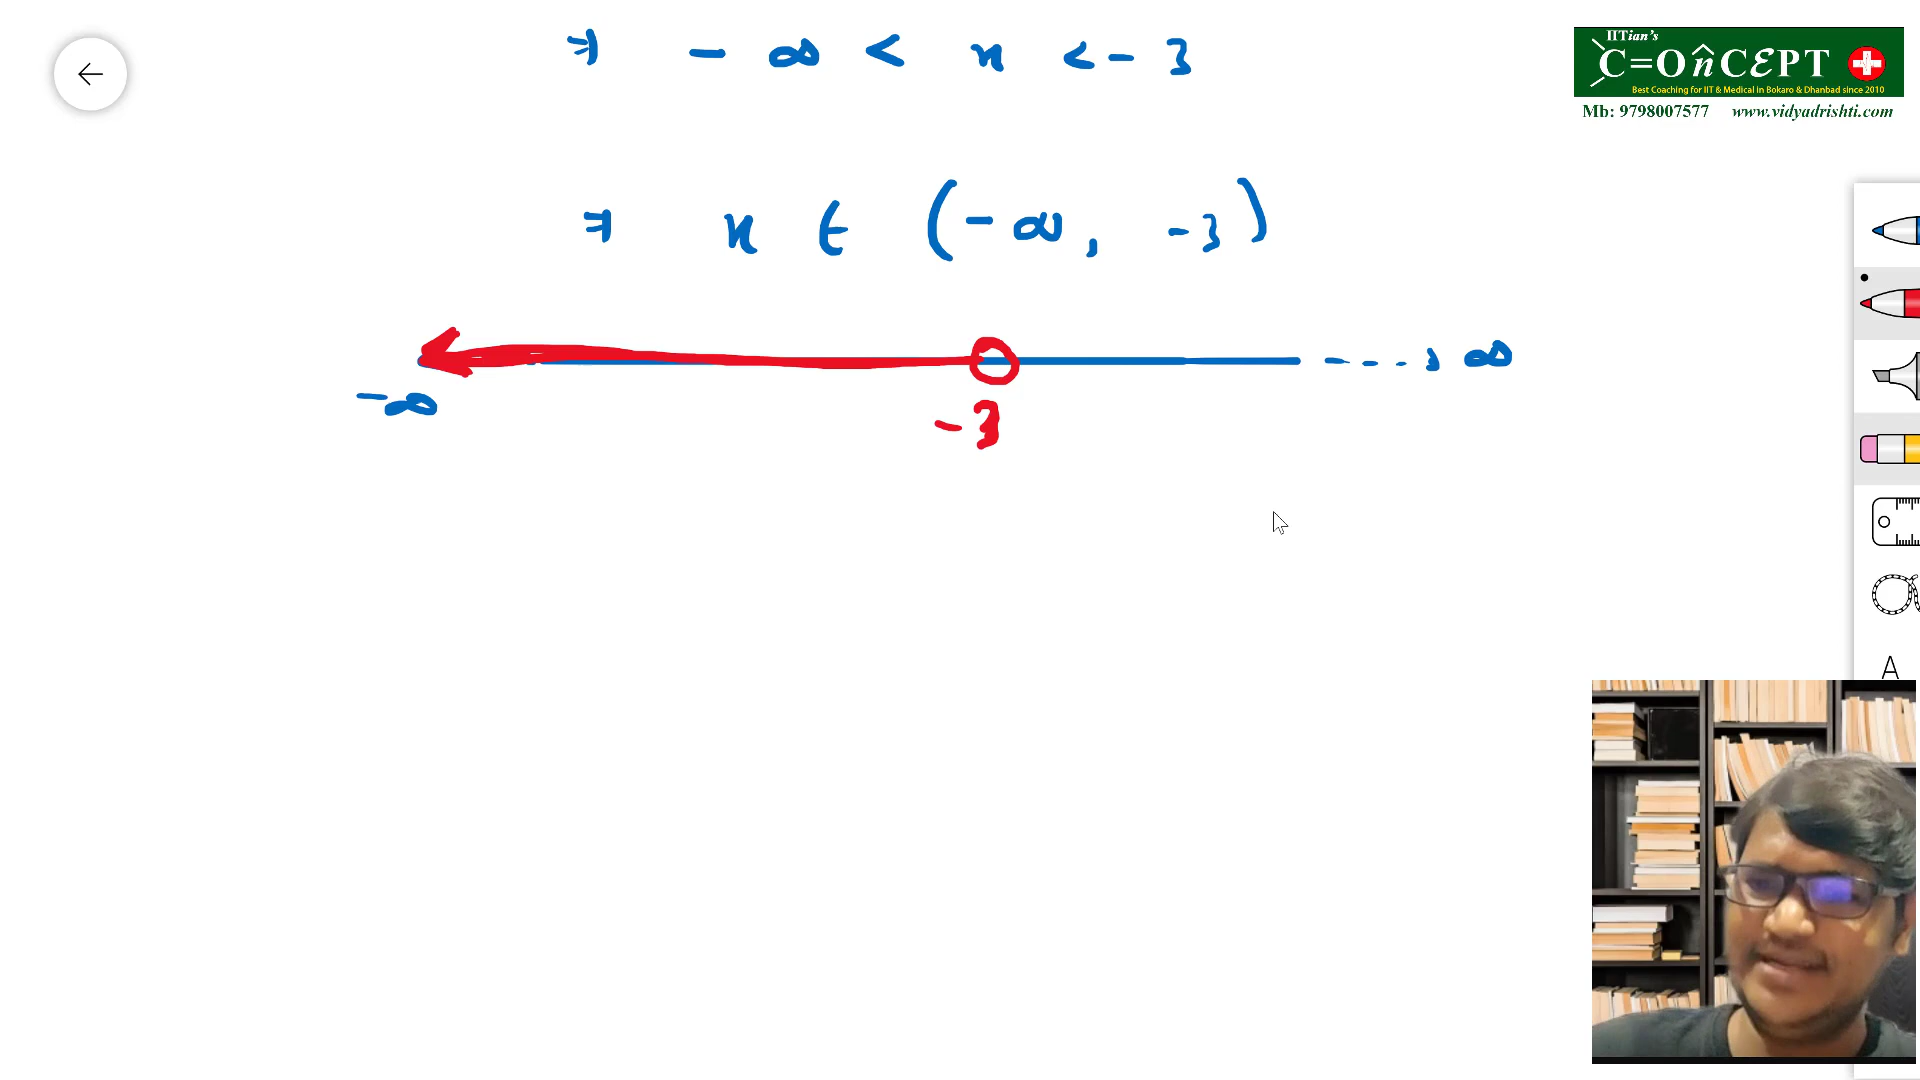 ⇒ - ∞ < x < - 3
IITian's
C=OnCEPT
Best Coaching for IIT & Medical in Bokaro & Dhanbad since 2010
Mb: 9798007577 www.vidyadrishti.com
⇒ x ∈ (- ∞, -3)
----, ∞
-∞
-3
A